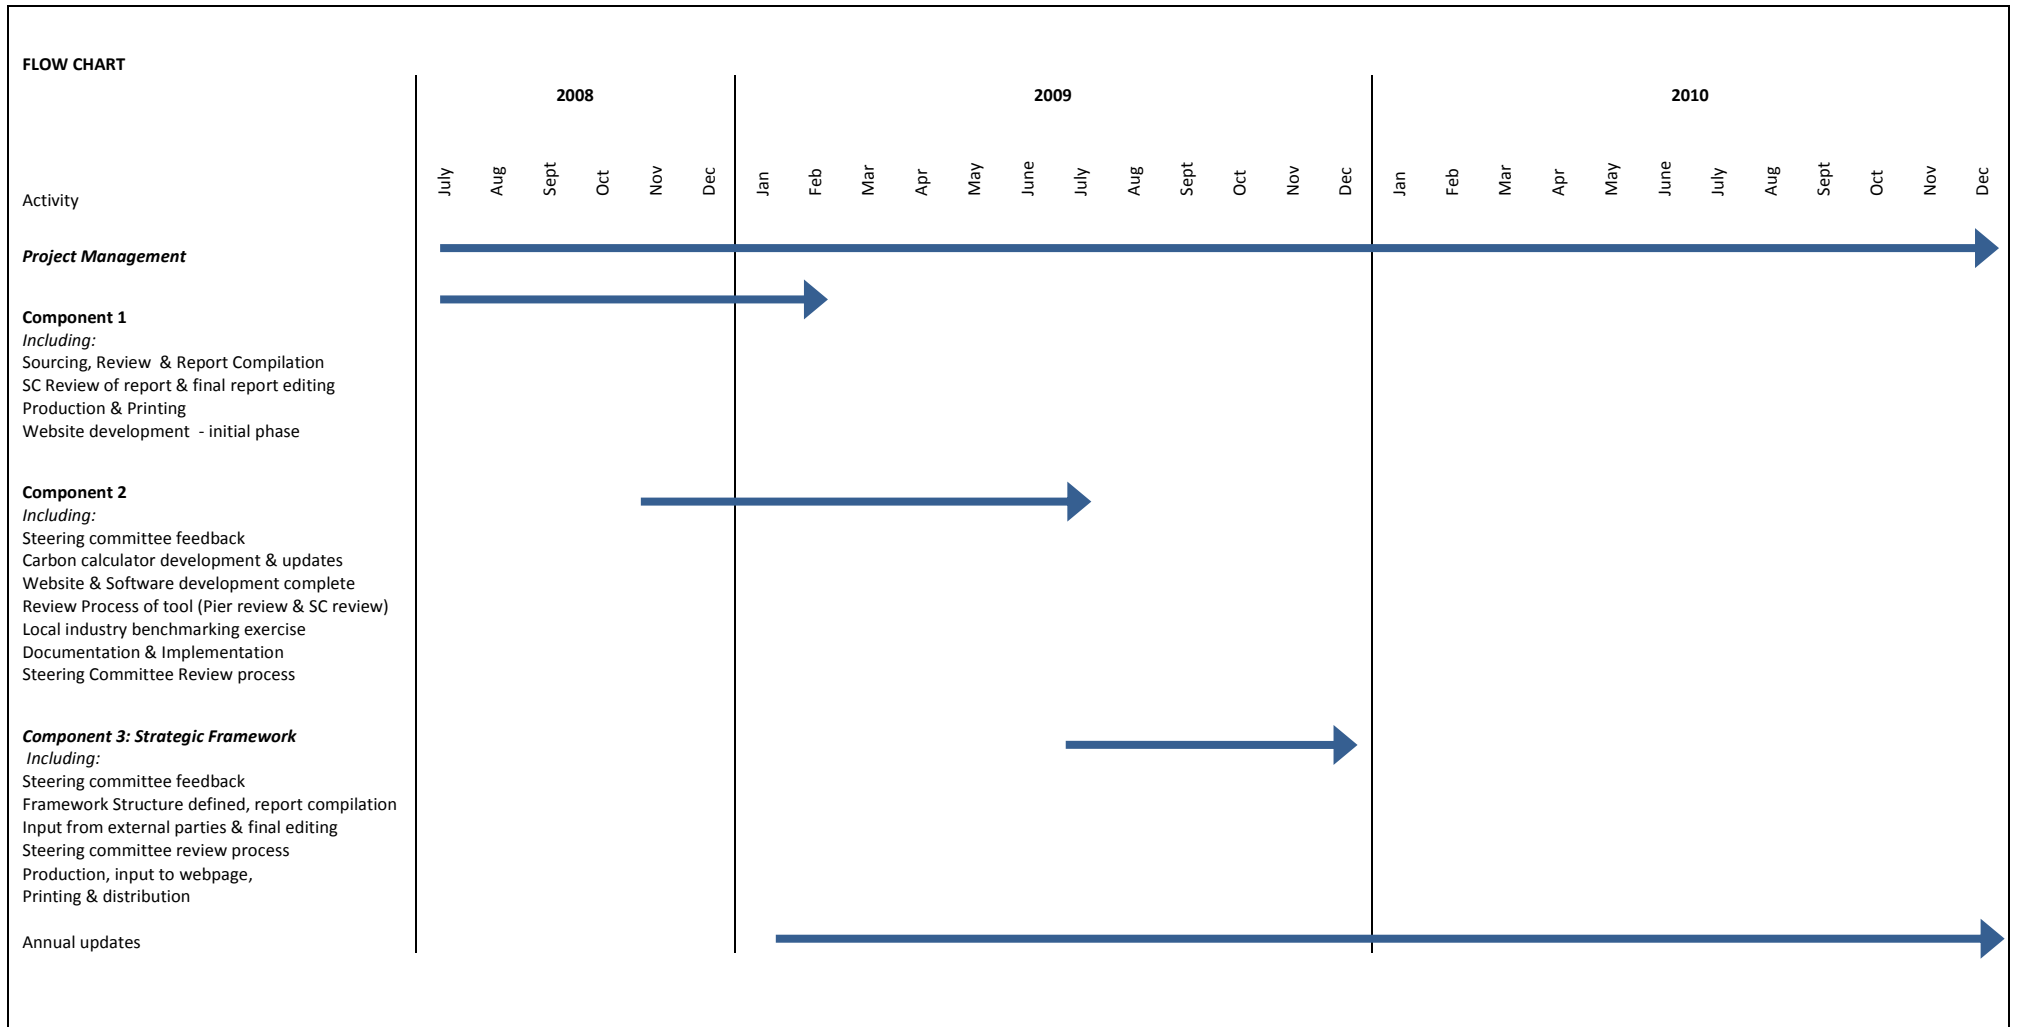 FLOW CHART
2008 2009 2010
Activity July Aug Sept Oct Nov Dec Jan Feb Mar Apr May June July Aug Sept Oct Nov Dec Jan Feb Mar Apr May June July Aug Sept Oct Nov Dec
Project Management
Component 1
Including:
Sourcing, Review & Report Compilation
SC Review of report & final report editing
Production & Printing
Website development - initial phase
Component 2
Including:
Steering committee feedback
Carbon calculator development & updates
Website & Software development complete
Review Process of tool (Pier review & SC review)
Local industry benchmarking exercise
Documentation & Implementation
Steering Committee Review process
Component 3: Strategic Framework
Including:
Steering committee feedback
Framework Structure defined, report compilation
Input from external parties & final editing
Steering committee review process
Production, input to webpage,
Printing & distribution
Annual updates